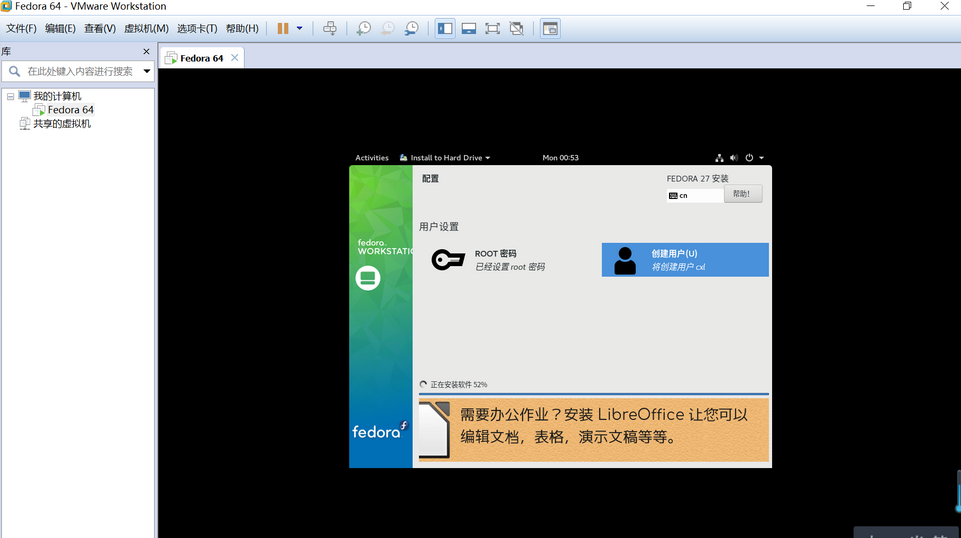 Fedora 64 - VMware Workstation
文件(F) 编辑(E) 查看(V) 虚拟机(M) 选项卡(T) 帮助(H)
库
在此处键入内容进行搜索
我的计算机
Fedora 64
共享的虚拟机
Fedora 64
Activities Install to Hard Drive Mon 00:53
配置
FEDORA 27 安装
cn
帮助!
fedora.
WORKSTATIO
用户设置
ROOT 密码
已经设置 root 密码
创建用户(U)
将创建用户 cxl
正在安装软件 52%
需要办公作业？安装 LibreOffice 让您可以
编辑文档，表格，演示文稿等等。
fedora